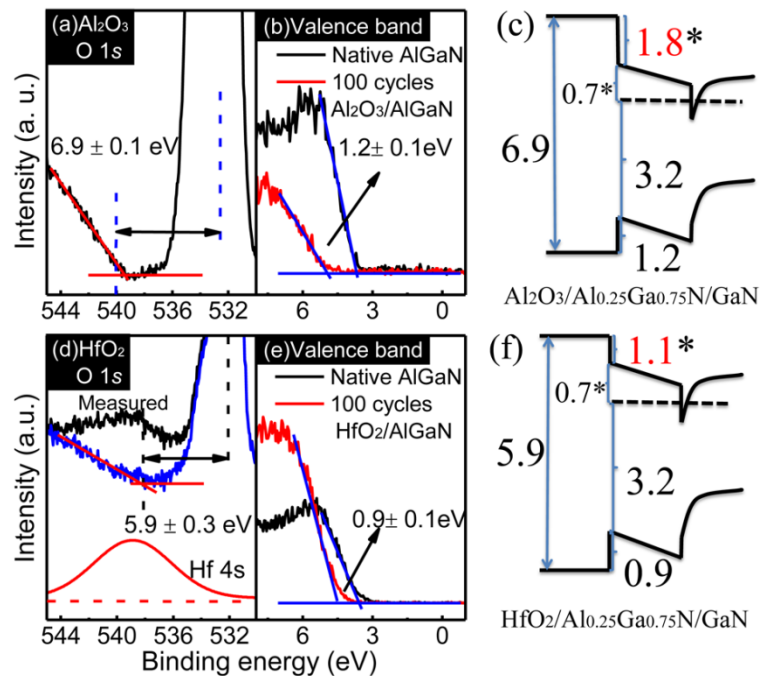 (a)Al₂O₃
O 1s
6.9 ± 0.1 eV
Intensity (a. u.)
544 540 536 532
(b)Valence band
Native AlGaN
100 cycles
Al₂O₃/AlGaN
1.2± 0.1eV
6 3 0
(c)
1.8*
0.7*
6.9
3.2
1.2
Al₂O₃/Al0.25Ga0.75N/GaN
(d)HfO₂
O 1s
Measured
5.9 ± 0.3 eV
Hf 4s
Intensity (a.u.)
544 540 536 532
(e)Valence band
Native AlGaN
100 cycles
HfO₂/AlGaN
0.9± 0.1eV
6 3 0
Binding energy (eV)
(f)
1.1*
0.7*
5.9
3.2
0.9
HfO₂/Al0.25Ga0.75N/GaN